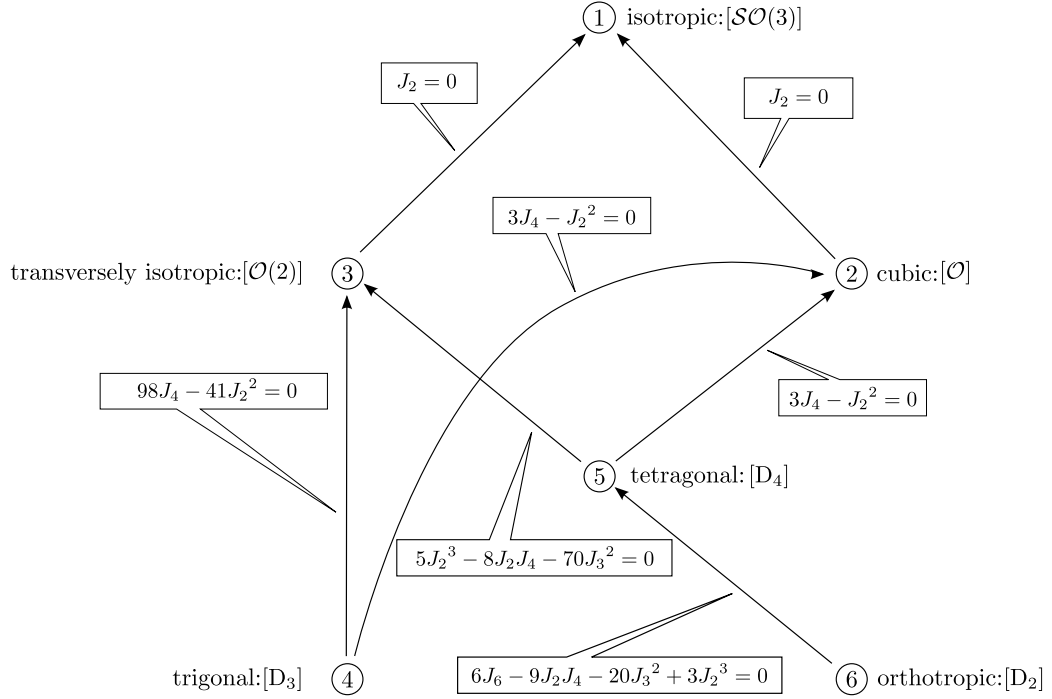 ① isotropic:[𝒮𝒪(3)]
J₂ = 0
J₂ = 0
3J₄ − J₂² = 0
transversely isotropic:[𝒪(2)] ③
② cubic:[𝒪]
98J₄ − 41J₂² = 0
3J₄ − J₂² = 0
⑤ tetragonal:[D₄]
5J₂³ − 8J₂J₄ − 70J₃² = 0
6J₆ − 9J₂J₄ − 20J₃² + 3J₂³ = 0
trigonal:[D₃] ④
⑥ orthotropic:[D₂]